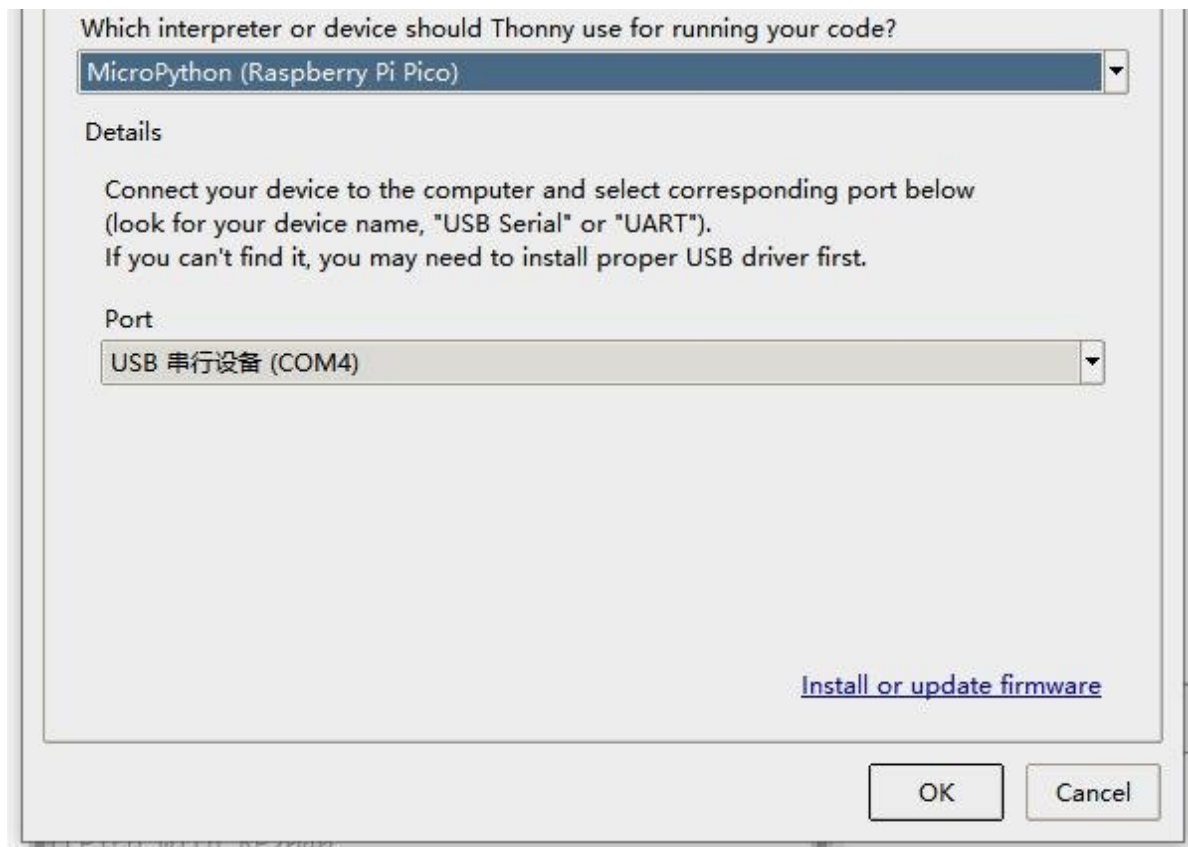 Which interpreter or device should Thonny use for running your code?
MicroPython (Raspberry Pi Pico)
Details
Connect your device to the computer and select corresponding port below
(look for your device name, "USB Serial" or "UART").
If you can't find it, you may need to install proper USB driver first.
Port
USB 串行设备 (COM4)
Install or update firmware
OK
Cancel